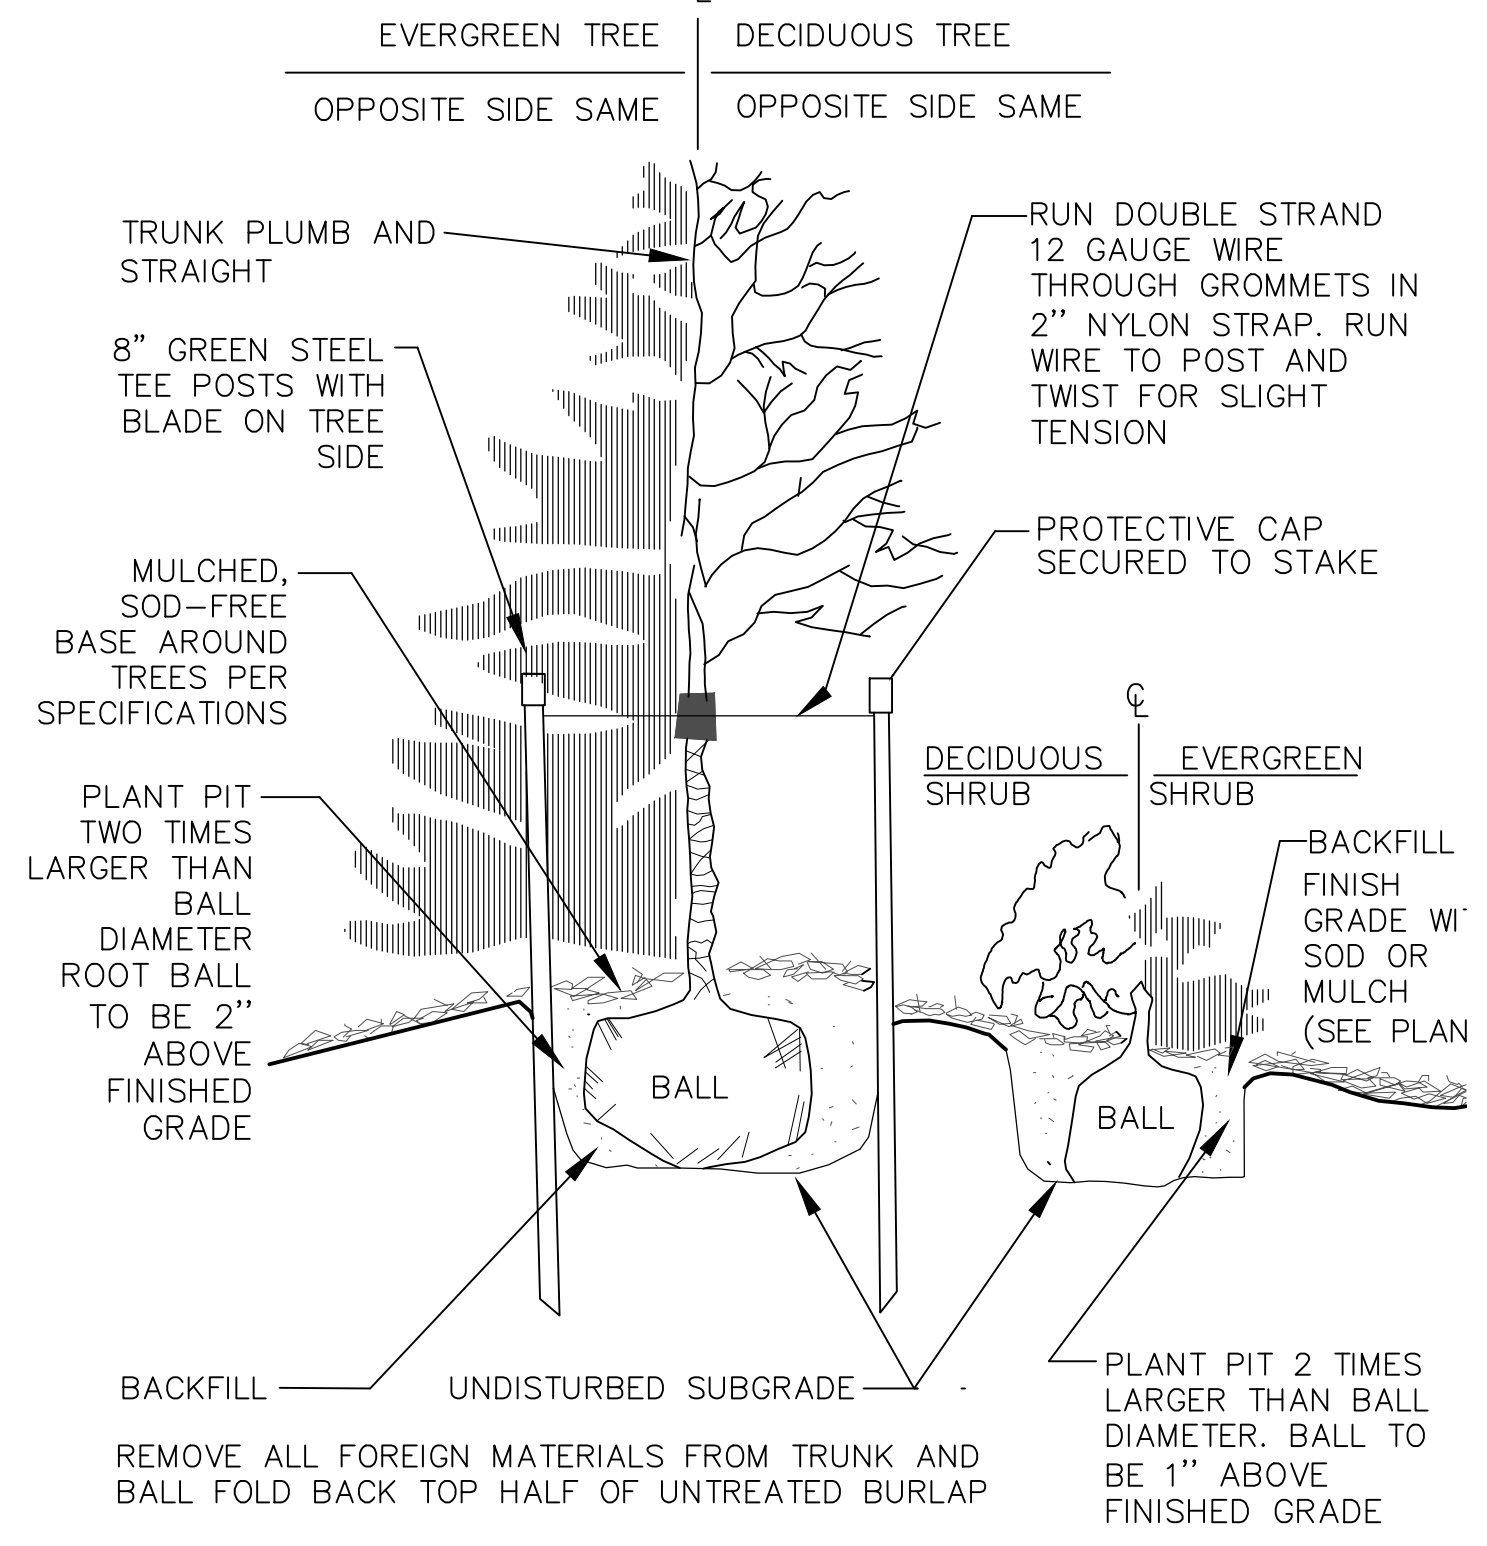 EVERGREEN TREE
OPPOSITE SIDE SAME
DECIDUOUS TREE
OPPOSITE SIDE SAME
TRUNK PLUMB AND
STRAIGHT
8” GREEN STEEL
TEE POSTS WITH
BLADE ON TREE
SIDE
MULCHED,
SOD-FREE
BASE AROUND
TREES PER
SPECIFICATIONS
PLANT PIT
TWO TIMES
LARGER THAN
BALL
DIAMETER
ROOT BALL
TO BE 2”
ABOVE
FINISHED
GRADE
RUN DOUBLE STRAND
12 GAUGE WIRE
THROUGH GROMMETS IN
2” NYLON STRAP. RUN
WIRE TO POST AND
TWIST FOR SLIGHT
TENSION
PROTECTIVE CAP
SECURED TO STAKE
℄
DECIDUOUS
SHRUB
EVERGREEN
SHRUB
BACKFILL
FINISH
GRADE
SOD OR
MULCH
(SEE
BALL
BALL
BACKFILL
UNDISTURBED SUBGRADE
PLANT PIT 2 TIMES
LARGER THAN BALL
DIAMETER. BALL TO
BE 1” ABOVE
FINISHED GRADE
REMOVE ALL FOREIGN MATERIALS FROM TRUNK AND
BALL FOLD BACK TOP HALF OF UNTREATED BURLAP